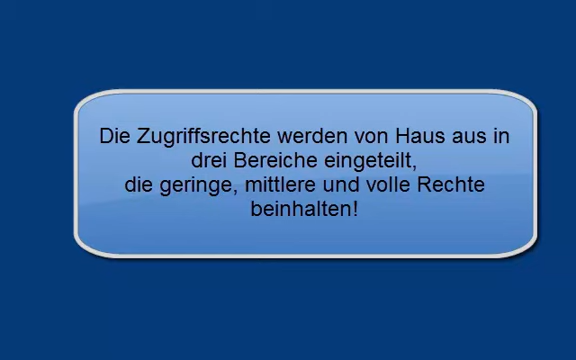 Die Zugriffsrechte werden von Haus aus in
drei Bereiche eingeteilt,
die geringe, mittlere und volle Rechte
beinhalten!